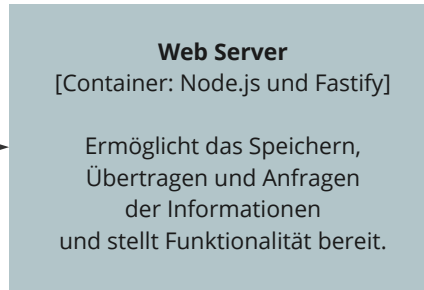 Web Server
[Container: Node.js und Fastify]
Ermöglicht das Speichern,
Übertragen und Anfragen
der Informationen
und stellt Funktionalität bereit.